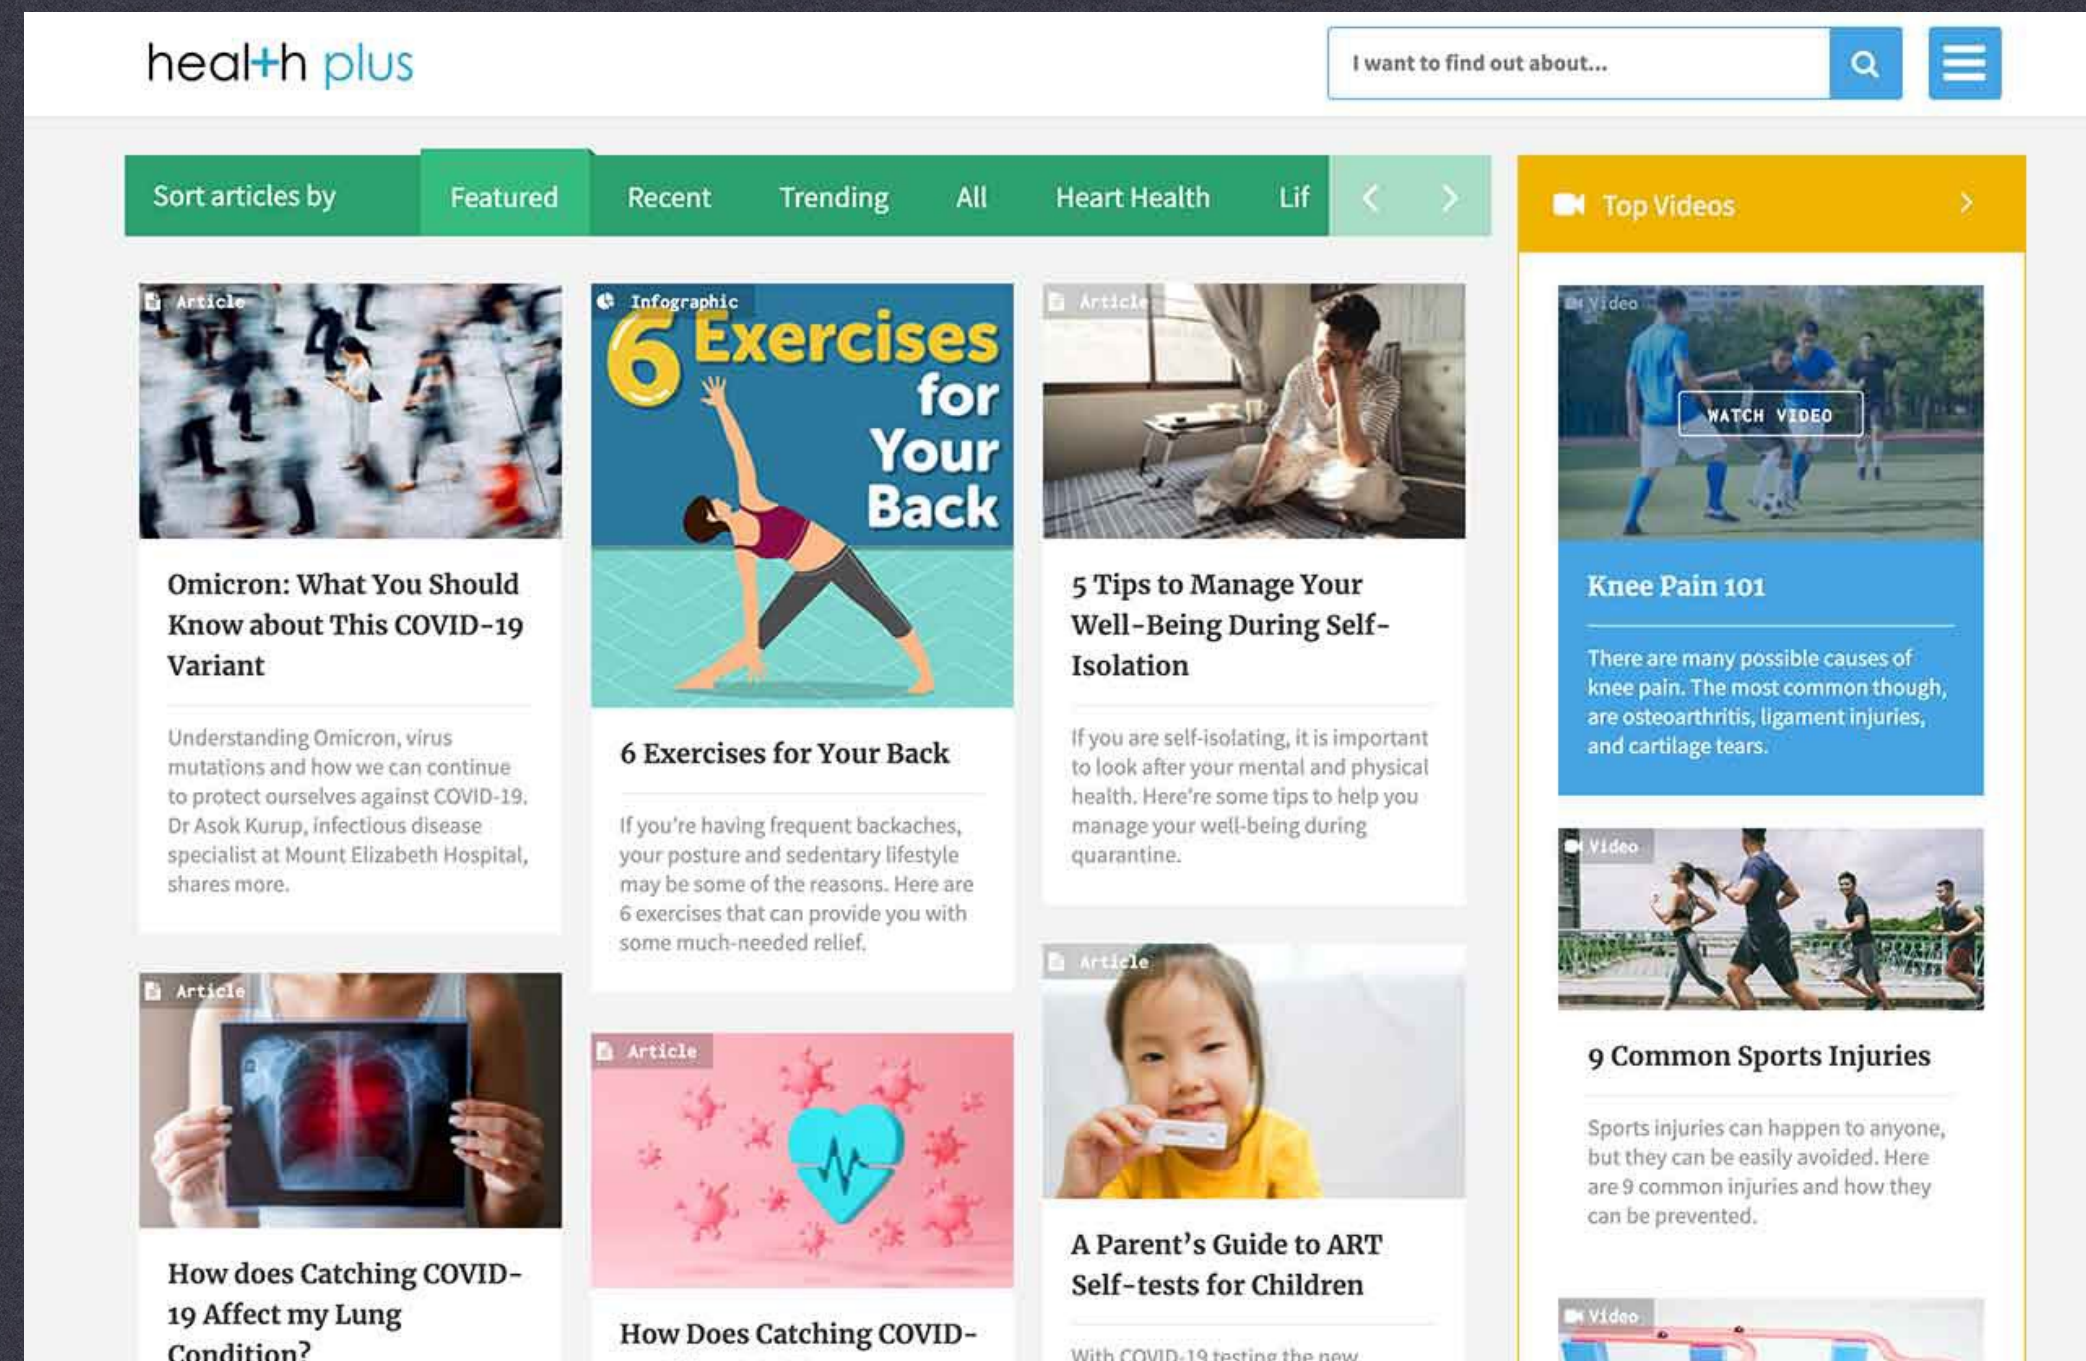 health plus
I want to find out about...
Sort articles by
Featured
Recent
Trending
All
Heart Health
Lif
Top Videos
Article
Omicron: What You Should
Know about This COVID-19
Variant
Understanding Omicron, virus
mutations and how we can continue
to protect ourselves against COVID-19.
Dr Asok Kurup, infectious disease
specialist at Mount Elizabeth Hospital,
shares more.
Article
How does Catching COVID-
19 Affect my Lung
Condition?
Infographic
6 Exercises
for
Your
Back
6 Exercises for Your Back
If you're having frequent backaches,
your posture and sedentary lifestyle
may be some of the reasons. Here are
6 exercises that can provide you with
some much-needed relief.
Article
How Does Catching COVID-
Article
5 Tips to Manage Your
Well-Being During Self-
Isolation
If you are self-isolating, it is important
to look after your mental and physical
health. Here're some tips to help you
manage your well-being during
quarantine.
Article
A Parent's Guide to ART
Self-tests for Children
With COVID-19 testing the new
Video
WATCH VIDEO
Knee Pain 101
There are many possible causes of
knee pain. The most common though,
are osteoarthritis, ligament injuries,
and cartilage tears.
Video
9 Common Sports Injuries
Sports injuries can happen to anyone,
but they can be easily avoided. Here
are 9 common injuries and how they
can be prevented.
Video